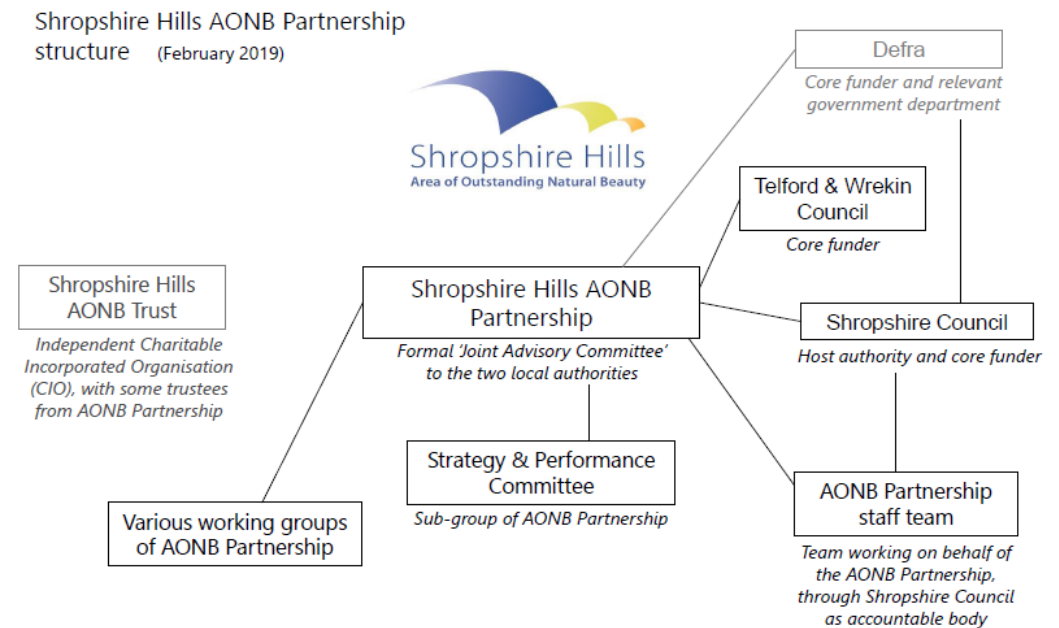 Shropshire Hills AONB Partnership
structure (February 2019)
Shropshire Hills
Area of Outstanding Natural Beauty
Defra
Core funder and relevant
government department
Telford & Wrekin
Council
Core funder
Shropshire Hills
AONB Trust
Independent Charitable
Incorporated Organisation
(CIO), with some trustees
from AONB Partnership
Shropshire Hills AONB
Partnership
Formal ‘Joint Advisory Committee’
to the two local authorities
Shropshire Council
Host authority and core funder
Strategy & Performance
Committee
Sub-group of AONB Partnership
Various working groups
of AONB Partnership
AONB Partnership
staff team
Team working on behalf of
the AONB Partnership,
through Shropshire Council
as accountable body